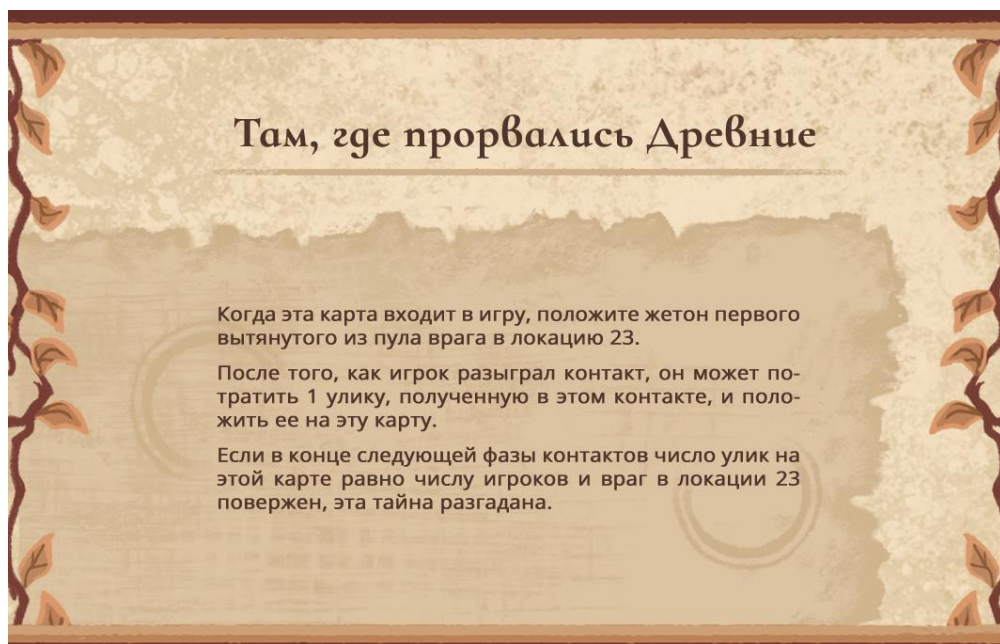 Там, где прорвались Древние
Когда эта карта входит в игру, положите жетон первого
вытянутого из пула врага в локацию 23.
После того, как игрок разыграл контакт, он может по-
тратить 1 улику, полученную в этом контакте, и поло-
жить ее на эту карту.
Если в конце следующей фазы контактов число улик на
этой карте равно числу игроков и враг в локации 23
повержен, эта тайна разгадана.